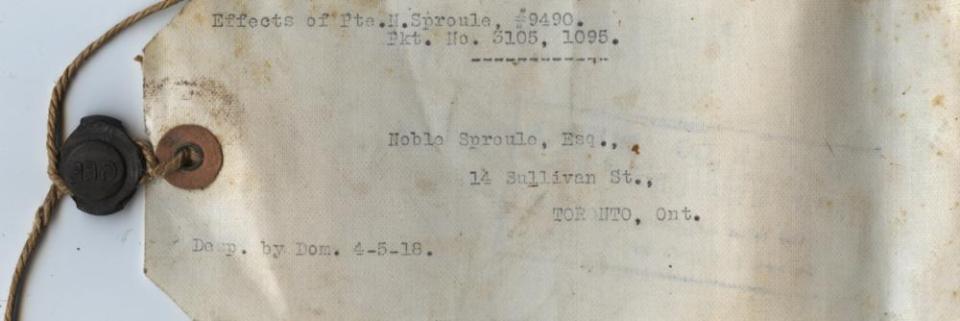 Effects of Pte.N.Sproule, #9490.
Pkt. No. 3105, 1095.
------------
Noble Sproule, Esq.,
14 Sullivan St.,
TORONTO, Ont.
Desp. by Dom. 4-5-18.